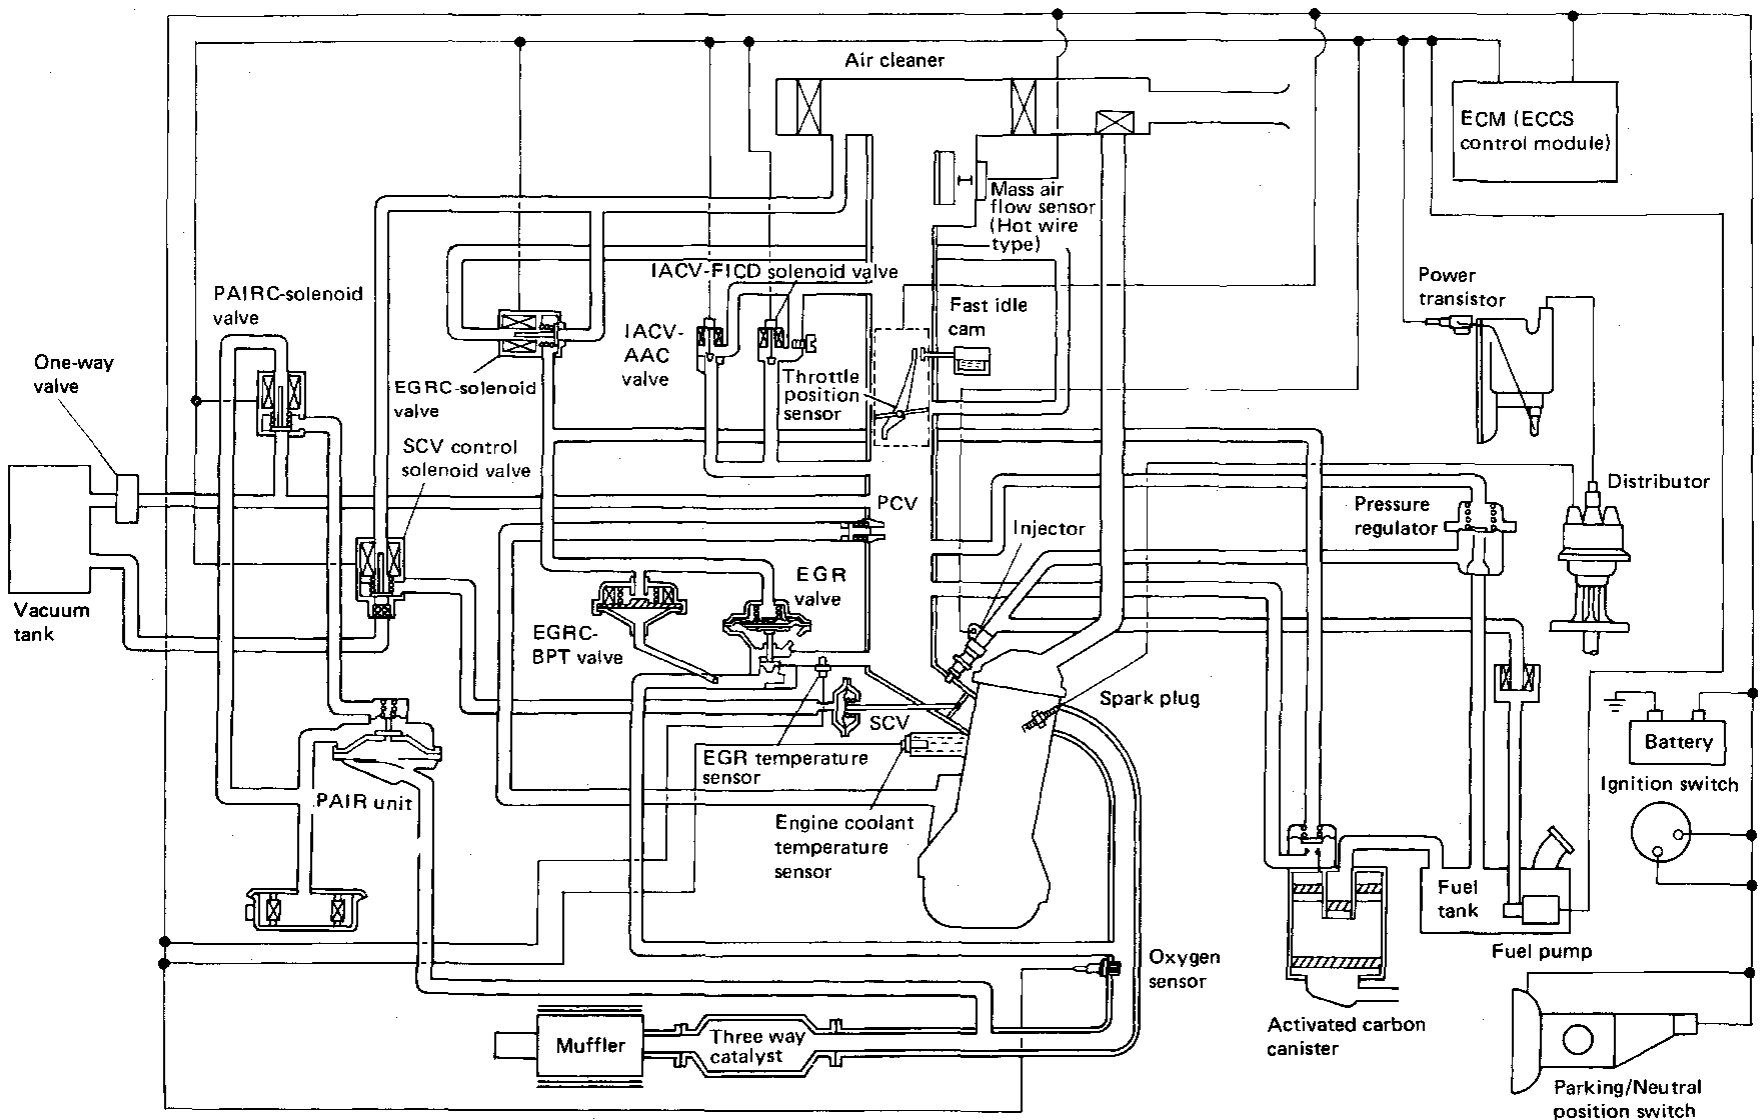 Air cleaner
ECM (ECCS
control module)
Mass air
flow sensor
(Hot wire
type)
IACV-FICD solenoid valve
PAIRC-solenoid
valve
Power
transistor
Fast idle
cam
IACV-
AAC
valve
One-way
valve
EGRC-solenoid
valve
Throttle
position
sensor
SCV control
solenoid valve
Distributor
PCV
Pressure
regulator
Injector
Vacuum
tank
EGR
valve
EGRC-
BPT valve
Spark plug
SCV
Battery
EGR temperature
sensor
Ignition switch
PAIR unit
Engine coolant
temperature
sensor
Fuel
tank
Fuel pump
Oxygen
sensor
Activated carbon
canister
Muffler
Three way
catalyst
Parking/Neutral
position switch